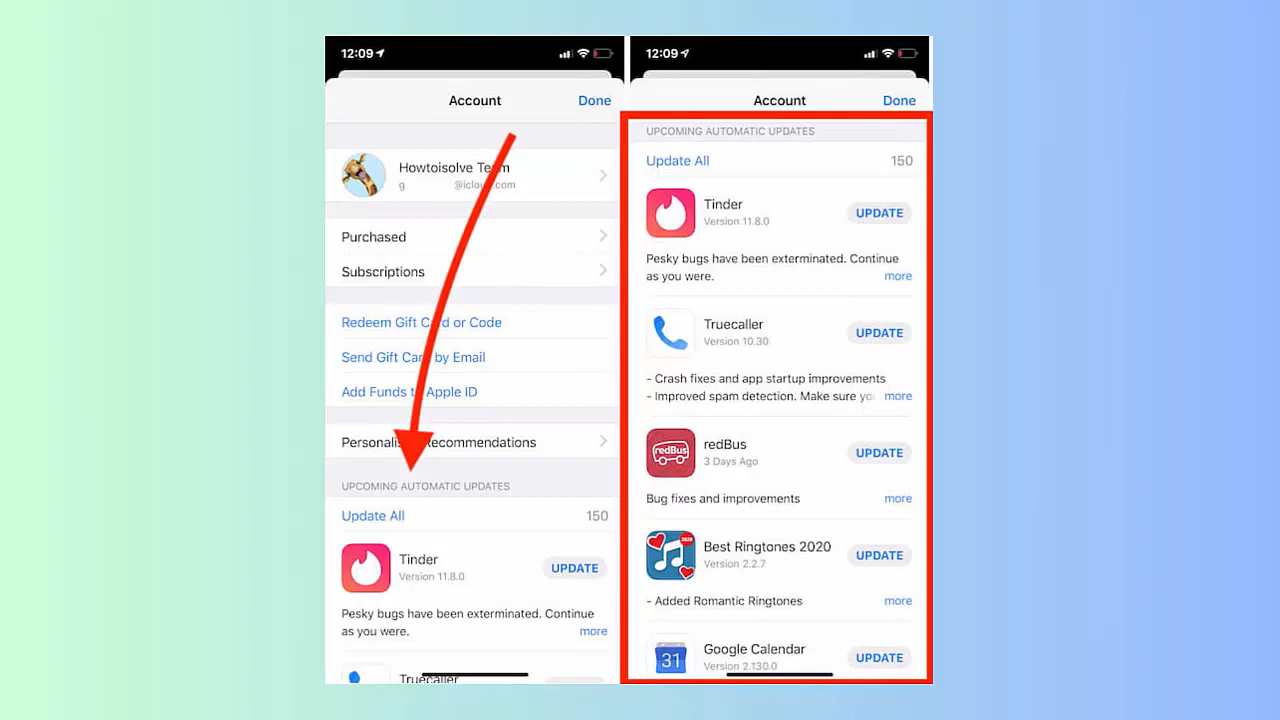 12:09
Account
Done
Howtoisolve Team
g @icloud.com
Purchased
Subscriptions
Redeem Gift Card or Code
Send Gift Card by Email
Add Funds to Apple ID
Personalised Recommendations
UPCOMING AUTOMATIC UPDATES
Update All 150
Tinder
Version 11.8.0
UPDATE
Pesky bugs have been exterminated. Continue
as you were. more
Truecaller
12:09
Account
Done
UPCOMING AUTOMATIC UPDATES
Update All 150
Tinder
Version 11.8.0
UPDATE
Pesky bugs have been exterminated. Continue
as you were. more
Truecaller
Version 10.30
UPDATE
- Crash fixes and app startup improvements
- Improved spam detection. Make sure you more
redBus
redBus
3 Days Ago
UPDATE
Bug fixes and improvements more
2020
Best Ringtones 2020
Version 2.2.7
UPDATE
- Added Romantic Ringtones more
31
Google Calendar
Version 2.130.0
UPDATE